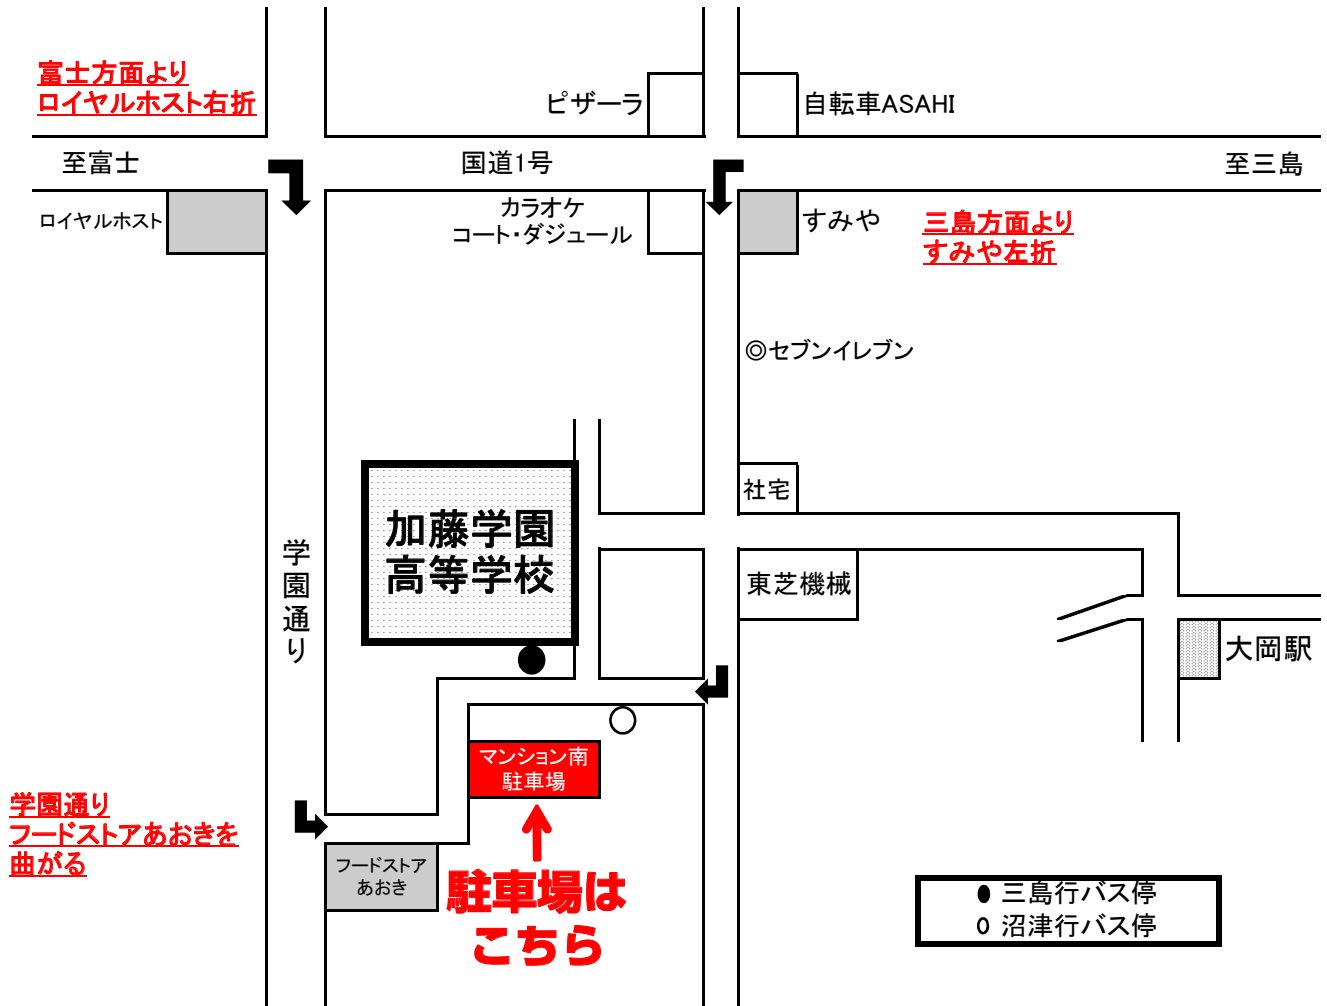 富士方面より
ロイヤルホスト右折
ピザーラ
自転車ASAHI
至富士
国道1号
至三島
ロイヤルホスト
カラオケ
コート・ダジュール
すみや
三島方面より
すみや左折
◎セブンイレブン
社宅
加藤学園
高等学校
学園通り
東芝機械
大岡駅
マンション南
駐車場
学園通り
フードストアあおきを
曲がる
フードストア
あおき
駐車場は
こちら
● 三島行バス停
○ 沼津行バス停